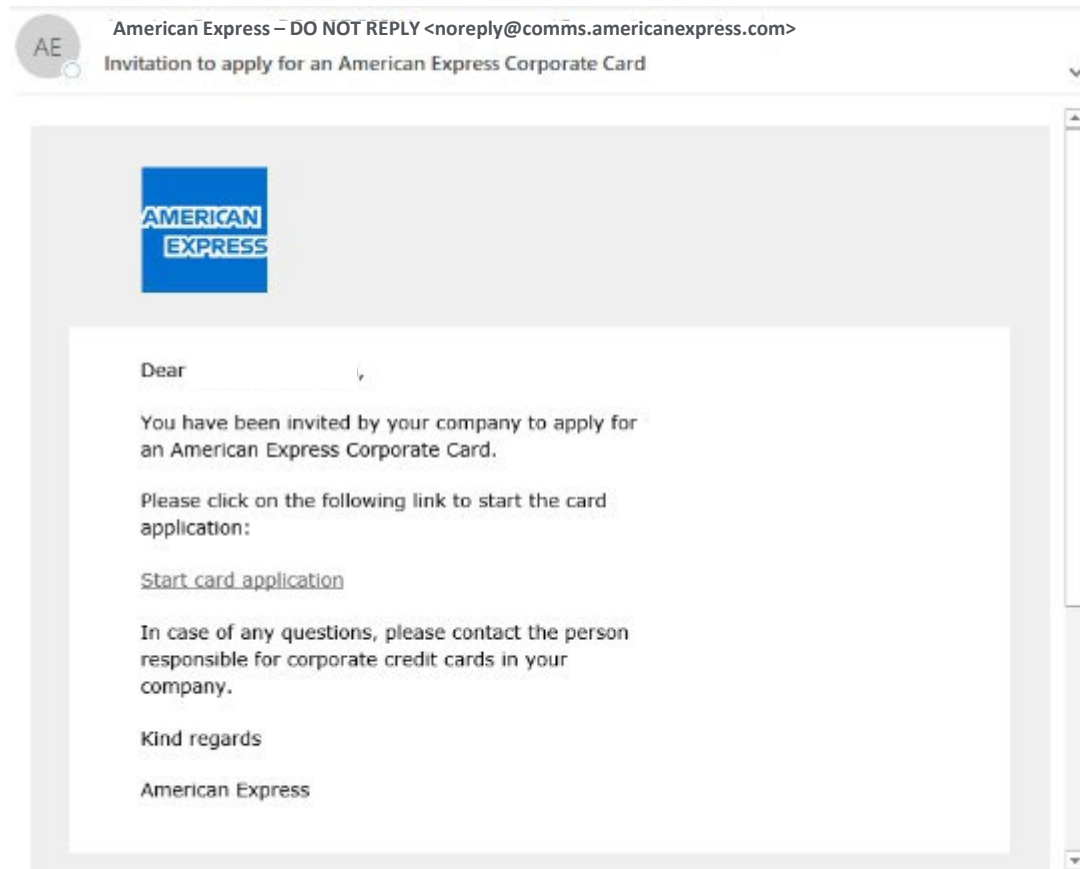 AE
American Express – DO NOT REPLY <noreply@comms.americanexpress.com>
Invitation to apply for an American Express Corporate Card
AMERICAN
EXPRESS
Dear ,
You have been invited by your company to apply for
an American Express Corporate Card.
Please click on the following link to start the card
application:
Start card application
In case of any questions, please contact the person
responsible for corporate credit cards in your
company.
Kind regards
American Express